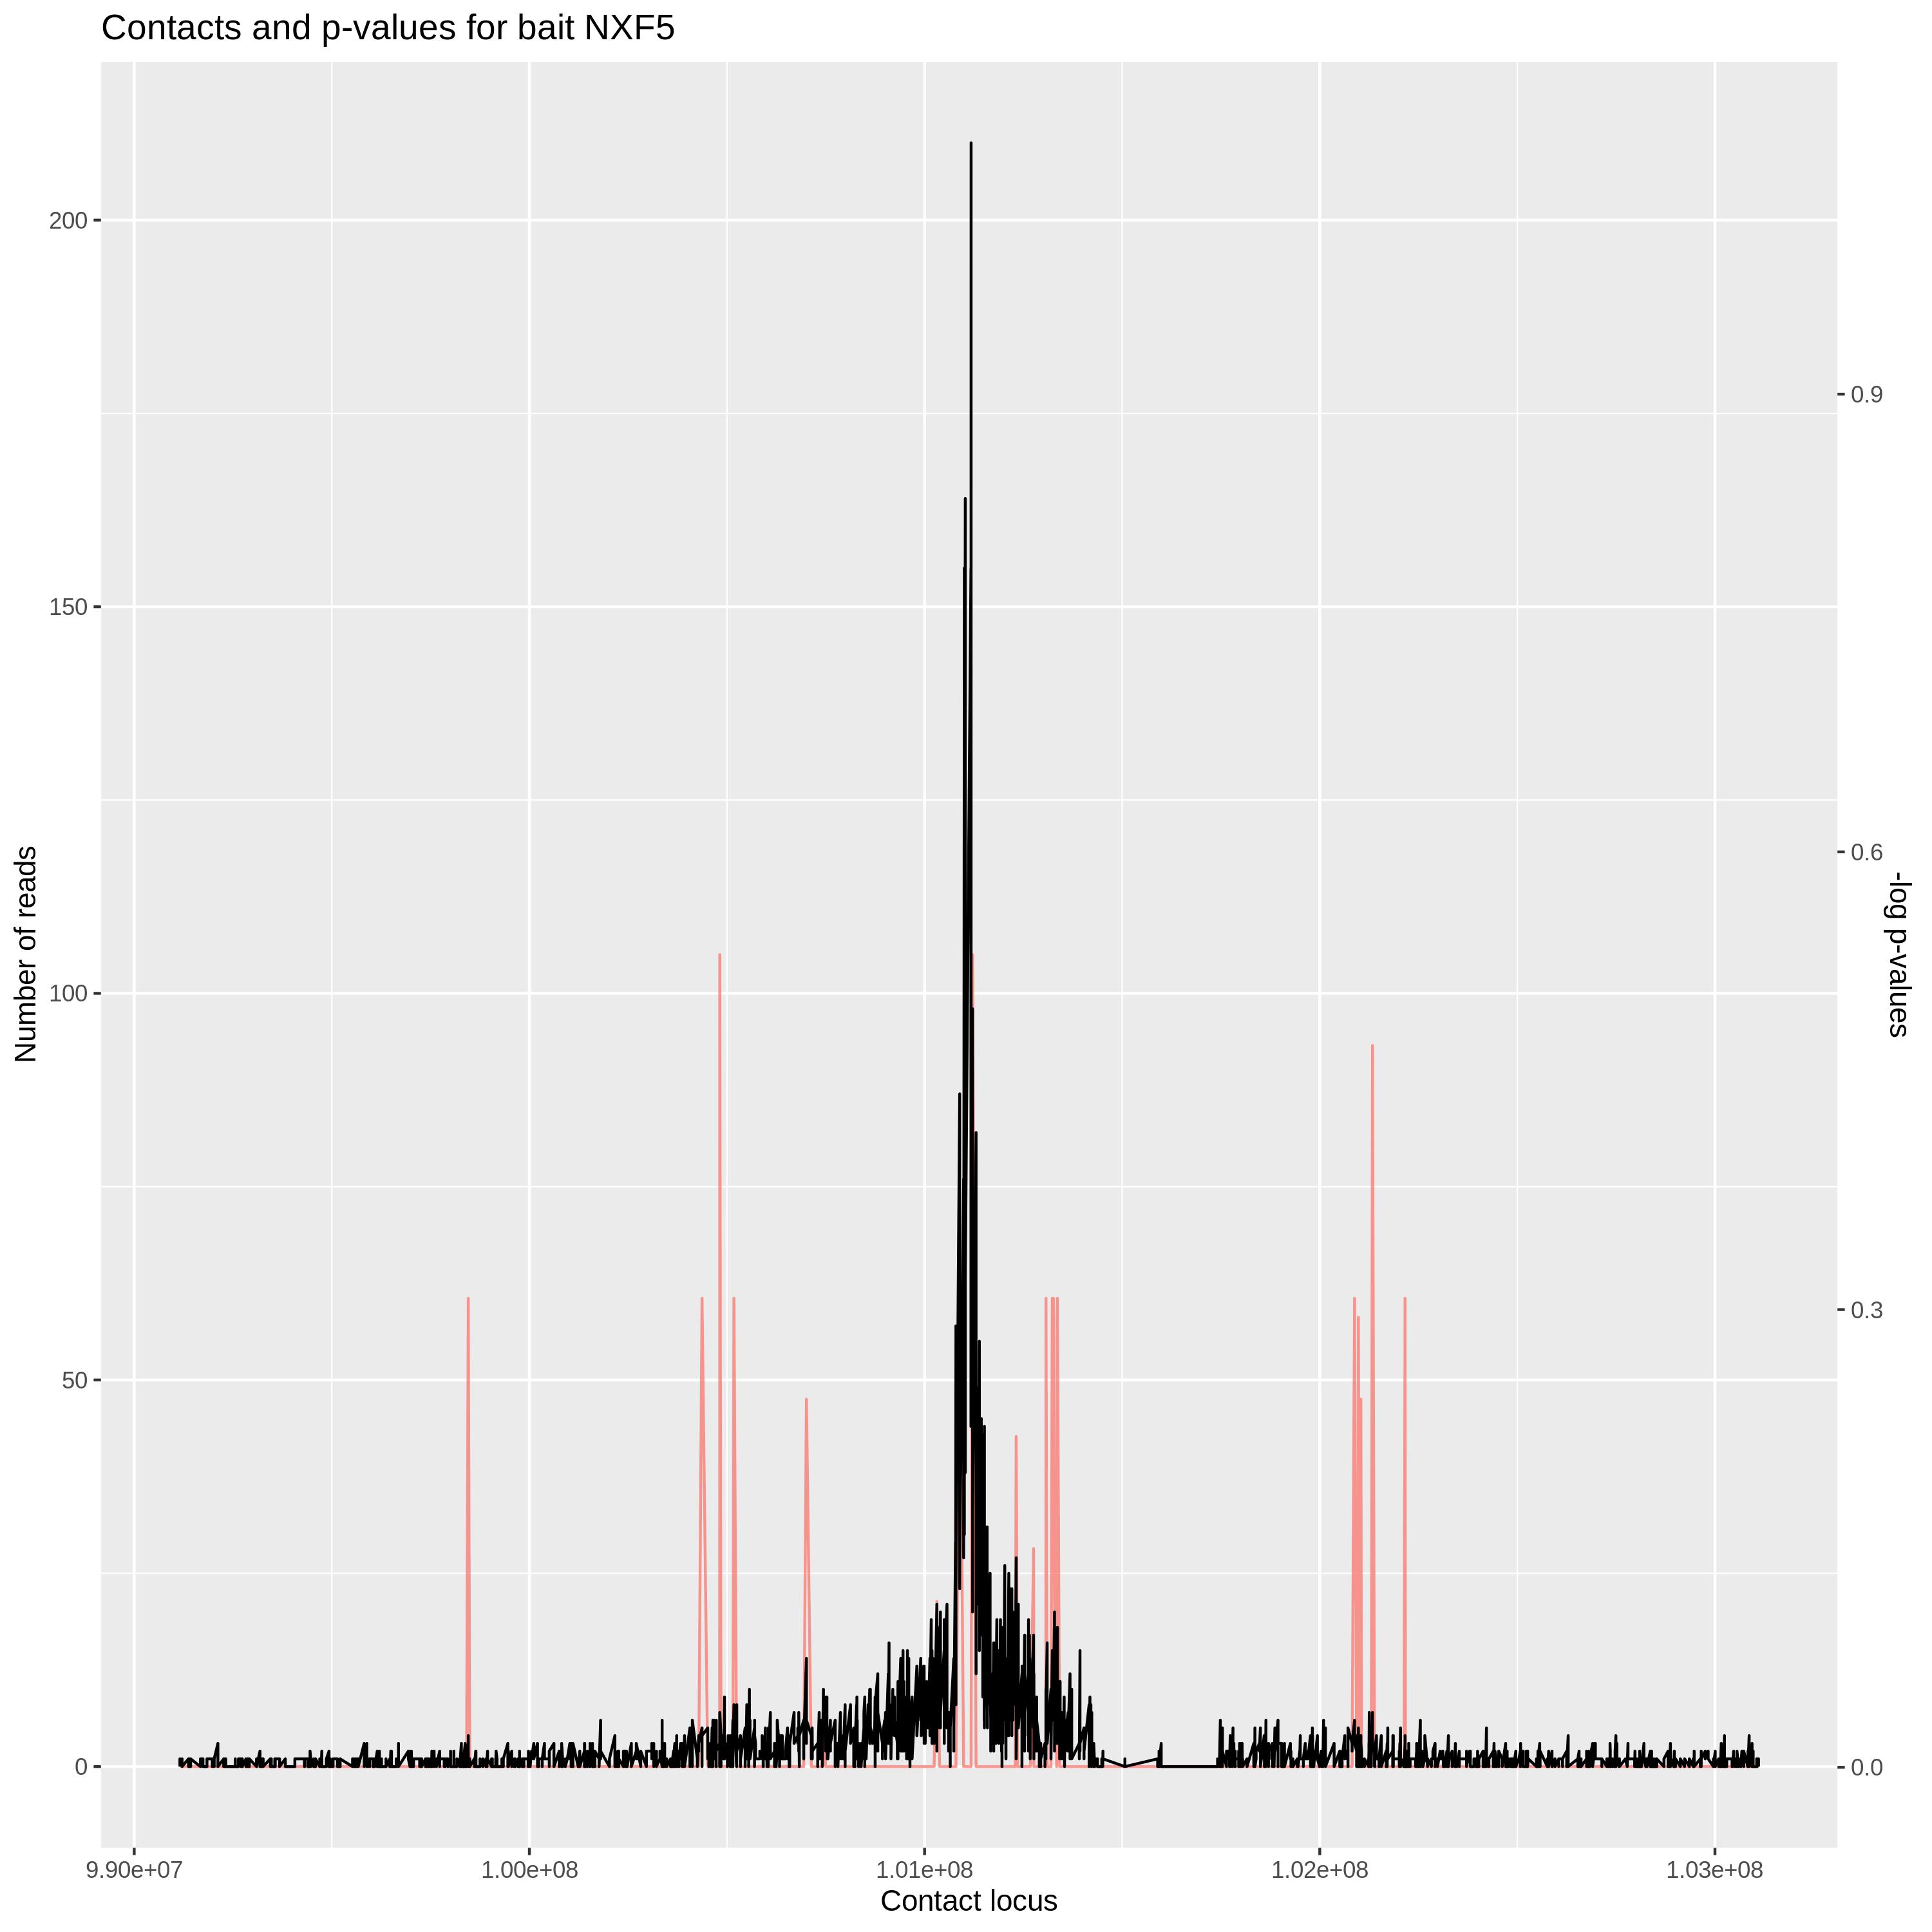 Contacts and p-values for bait NXF5
200
150
100
50
0
Number of reads
0.9
0.6
0.3
0.0
-log p-values
9.90e+07
1.00e+08
1.01e+08
1.02e+08
1.03e+08
Contact locus